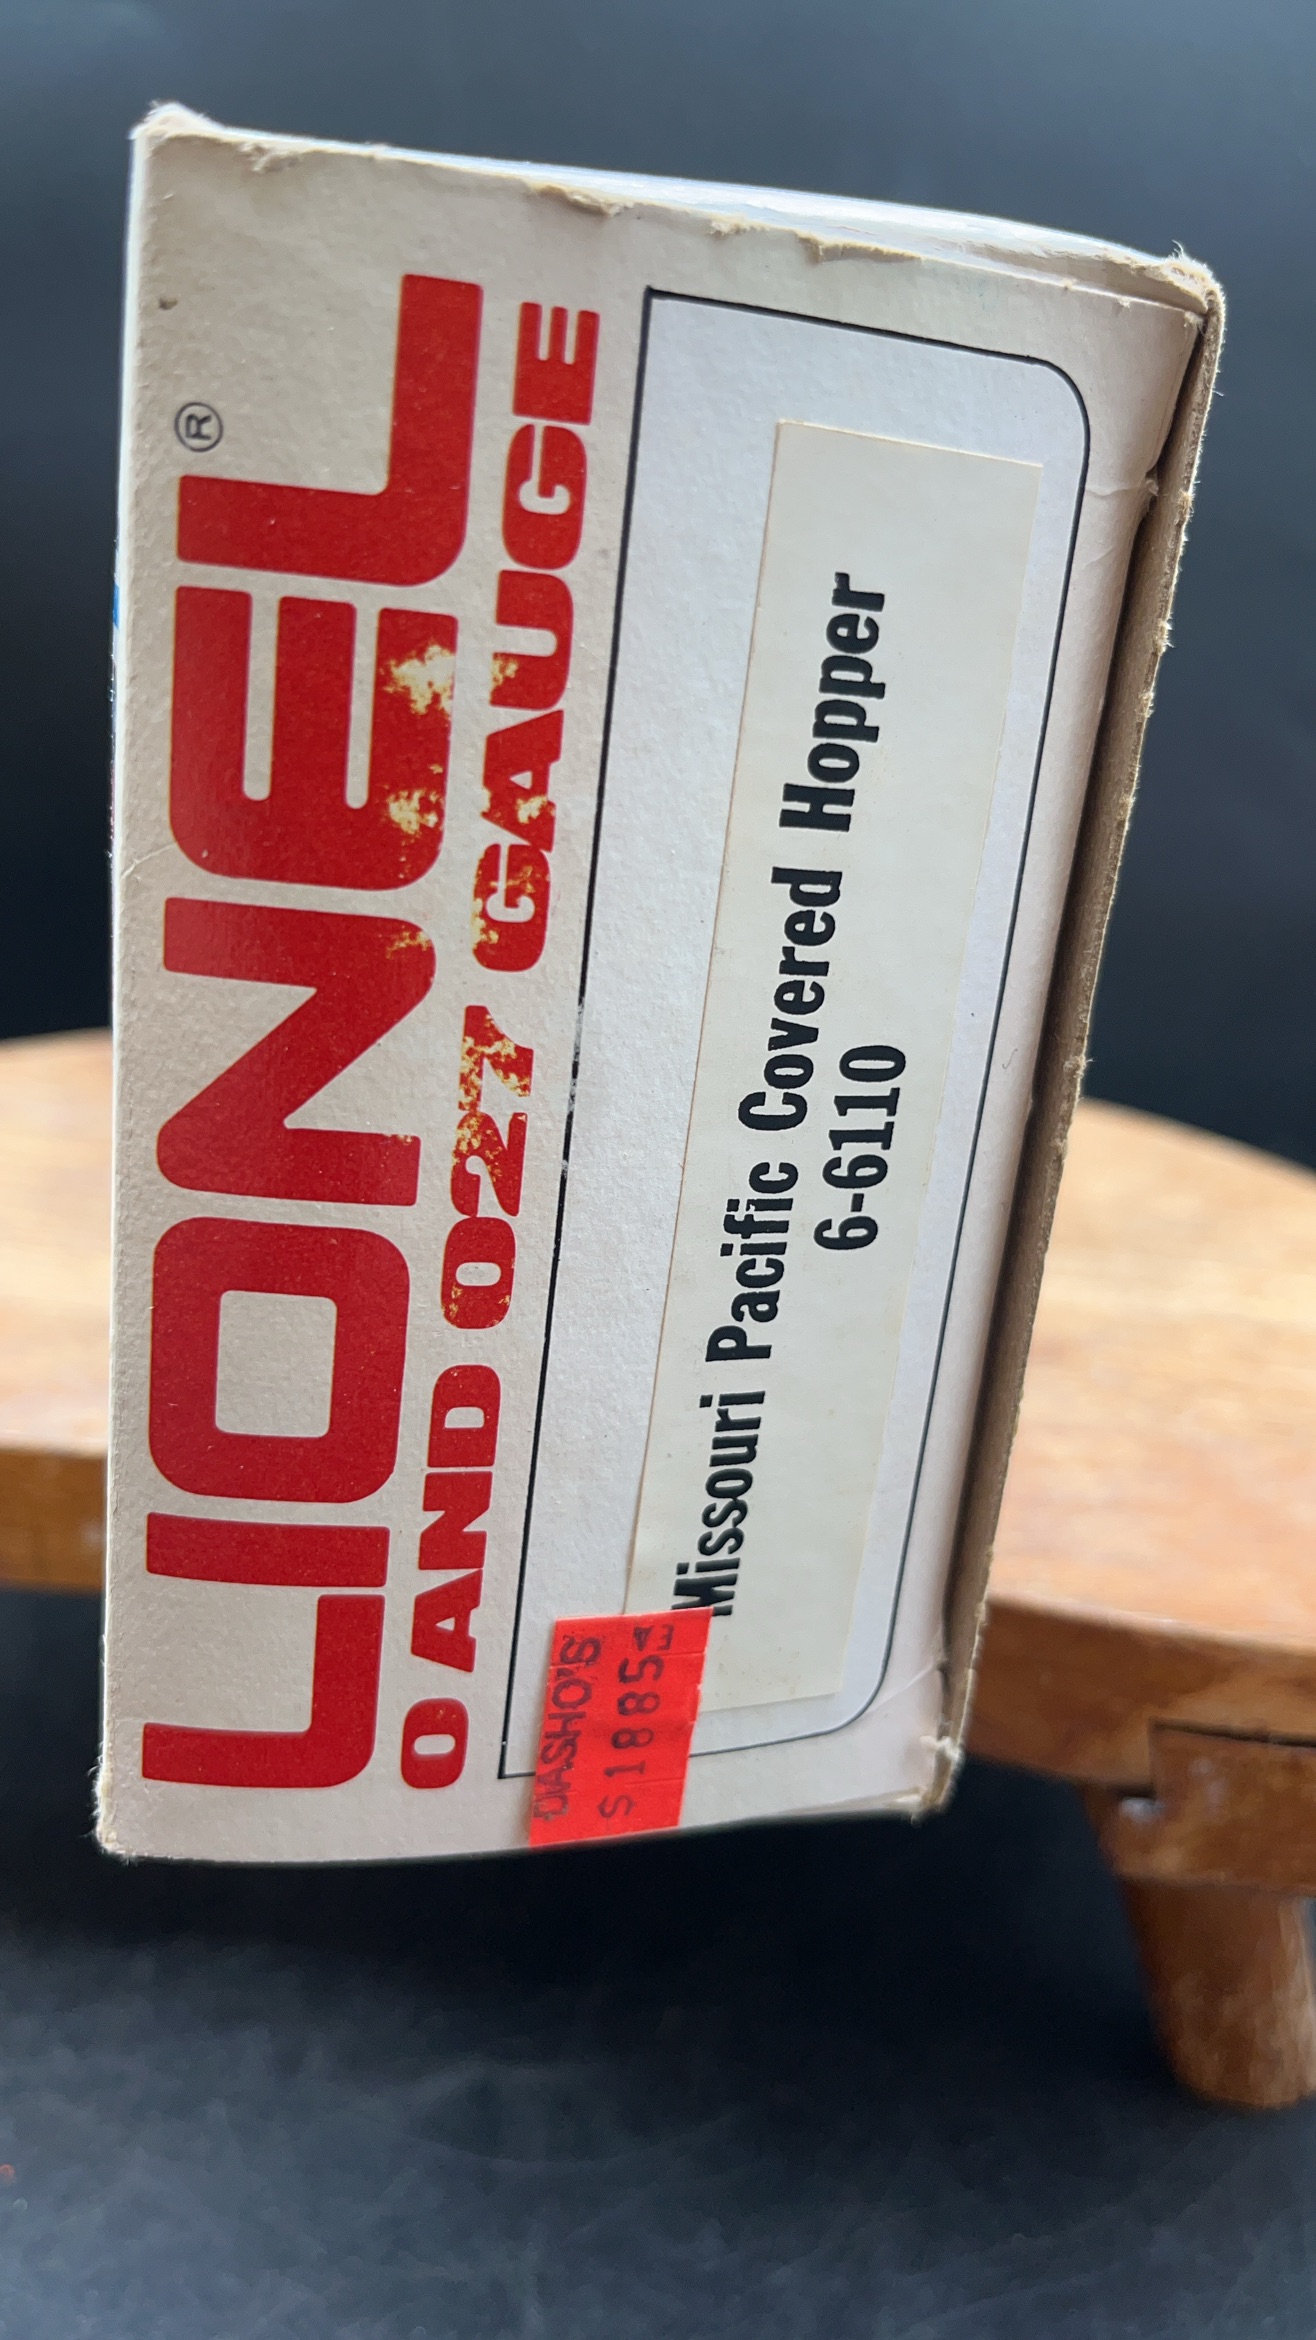 LIONEL®
O AND O27 GAUGE
Missouri Pacific Covered Hopper
6-6110
DASHO'S
$1885